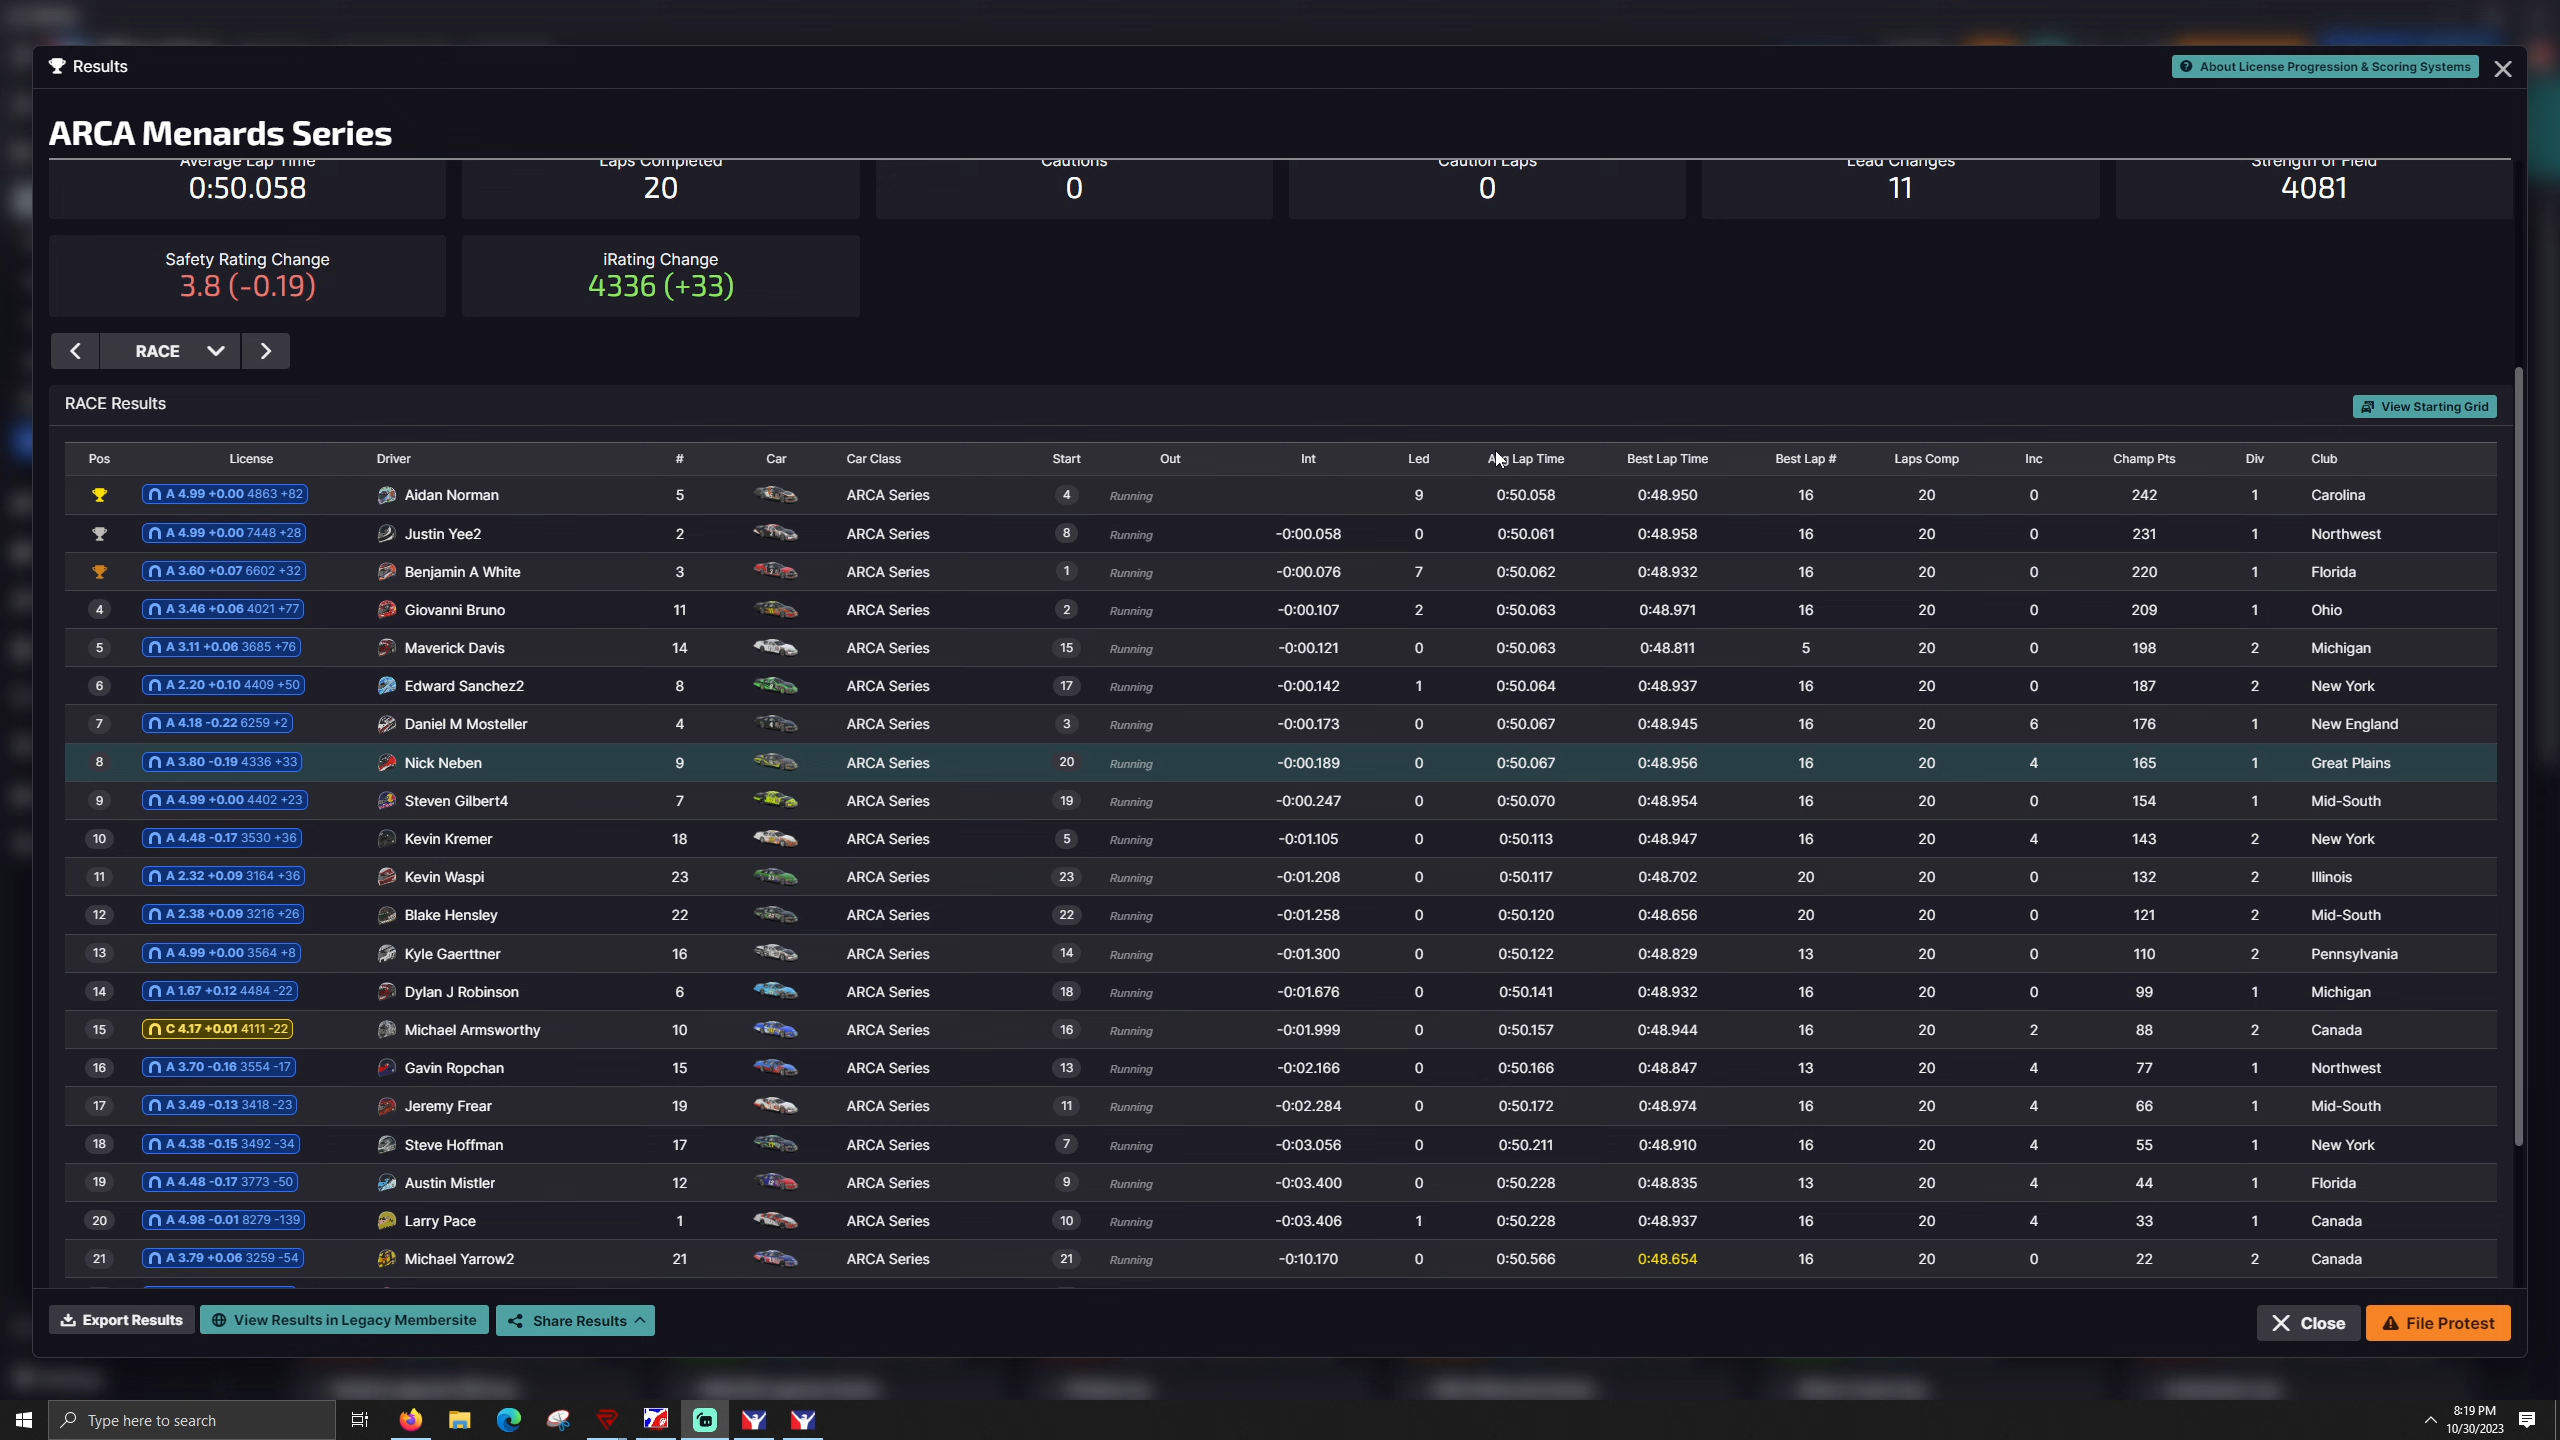 Results
About License Progression & Scoring Systems
ARCA Menards Series
Average Lap Time Laps Completed Cautions Caution Laps Lead Changes Strength of Field
0:50.058 20 0 0 11 4081
Safety Rating Change iRating Change
3.8 (-0.19) 4336 (+33)
RACE
RACE Results
View Starting Grid
Pos License Driver # Car Car Class Start Out Int Led Avg Lap Time Best Lap Time Best Lap # Laps Comp Inc Champ Pts Div Club
A 4.99 +0.00 4863 +82 Aidan Norman 5 ARCA Series 4 Running 9 0:50.058 0:48.950 16 20 0 242 1 Carolina
A 4.99 +0.00 7448 +28 Justin Yee2 2 ARCA Series 8 Running -0:00.058 0 0:50.061 0:48.958 16 20 0 231 1 Northwest
A 3.60 +0.07 6602 +32 Benjamin A White 3 ARCA Series 1 Running -0:00.076 7 0:50.062 0:48.932 16 20 0 220 1 Florida
4 A 3.46 +0.06 4021 +77 Giovanni Bruno 11 ARCA Series 2 Running -0:00.107 2 0:50.063 0:48.971 16 20 0 209 1 Ohio
5 A 3.11 +0.06 3685 +76 Maverick Davis 14 ARCA Series 15 Running -0:00.121 0 0:50.063 0:48.811 5 20 0 198 2 Michigan
6 A 2.20 +0.10 4409 +50 Edward Sanchez2 8 ARCA Series 17 Running -0:00.142 1 0:50.064 0:48.937 16 20 0 187 2 New York
7 A 4.18 -0.22 6259 +2 Daniel M Mosteller 4 ARCA Series 3 Running -0:00.173 0 0:50.067 0:48.945 16 20 6 176 1 New England
8 A 3.80 -0.19 4336 +33 Nick Neben 9 ARCA Series 20 Running -0:00.189 0 0:50.067 0:48.956 16 20 4 165 1 Great Plains
9 A 4.99 +0.00 4402 +23 Steven Gilbert4 7 ARCA Series 19 Running -0:00.247 0 0:50.070 0:48.954 16 20 0 154 1 Mid-South
10 A 4.48 -0.17 3530 +36 Kevin Kremer 18 ARCA Series 5 Running -0:01.105 0 0:50.113 0:48.947 16 20 4 143 2 New York
11 A 2.32 +0.09 3164 +36 Kevin Waspi 23 ARCA Series 23 Running -0:01.208 0 0:50.117 0:48.702 20 20 0 132 2 Illinois
12 A 2.38 +0.09 3216 +26 Blake Hensley 22 ARCA Series 22 Running -0:01.258 0 0:50.120 0:48.656 20 20 0 121 2 Mid-South
13 A 4.99 +0.00 3564 +8 Kyle Gaerttner 16 ARCA Series 14 Running -0:01.300 0 0:50.122 0:48.829 13 20 0 110 2 Pennsylvania
14 A 1.67 +0.12 4484 -22 Dylan J Robinson 6 ARCA Series 18 Running -0:01.676 0 0:50.141 0:48.932 16 20 0 99 1 Michigan
15 C 4.17 +0.01 4111 -22 Michael Armsworthy 10 ARCA Series 16 Running -0:01.999 0 0:50.157 0:48.944 16 20 2 88 2 Canada
16 A 3.70 -0.16 3554 -17 Gavin Ropchan 15 ARCA Series 13 Running -0:02.166 0 0:50.166 0:48.847 13 20 4 77 1 Northwest
17 A 3.49 -0.13 3418 -23 Jeremy Frear 19 ARCA Series 11 Running -0:02.284 0 0:50.172 0:48.974 16 20 4 66 1 Mid-South
18 A 4.38 -0.15 3492 -34 Steve Hoffman 17 ARCA Series 7 Running -0:03.056 0 0:50.211 0:48.910 16 20 4 55 1 New York
19 A 4.48 -0.17 3773 -50 Austin Mistler 12 ARCA Series 9 Running -0:03.400 0 0:50.228 0:48.835 13 20 4 44 1 Florida
20 A 4.98 -0.01 8279 -139 Larry Pace 1 ARCA Series 10 Running -0:03.406 1 0:50.228 0:48.937 16 20 4 33 1 Canada
21 A 3.79 +0.06 3259 -54 Michael Yarrow2 21 ARCA Series 21 Running -0:10.170 0 0:50.566 0:48.654 16 20 0 22 2 Canada
Export Results View Results in Legacy Membersite Share Results Close File Protest
Type here to search
8:19 PM
10/30/2023